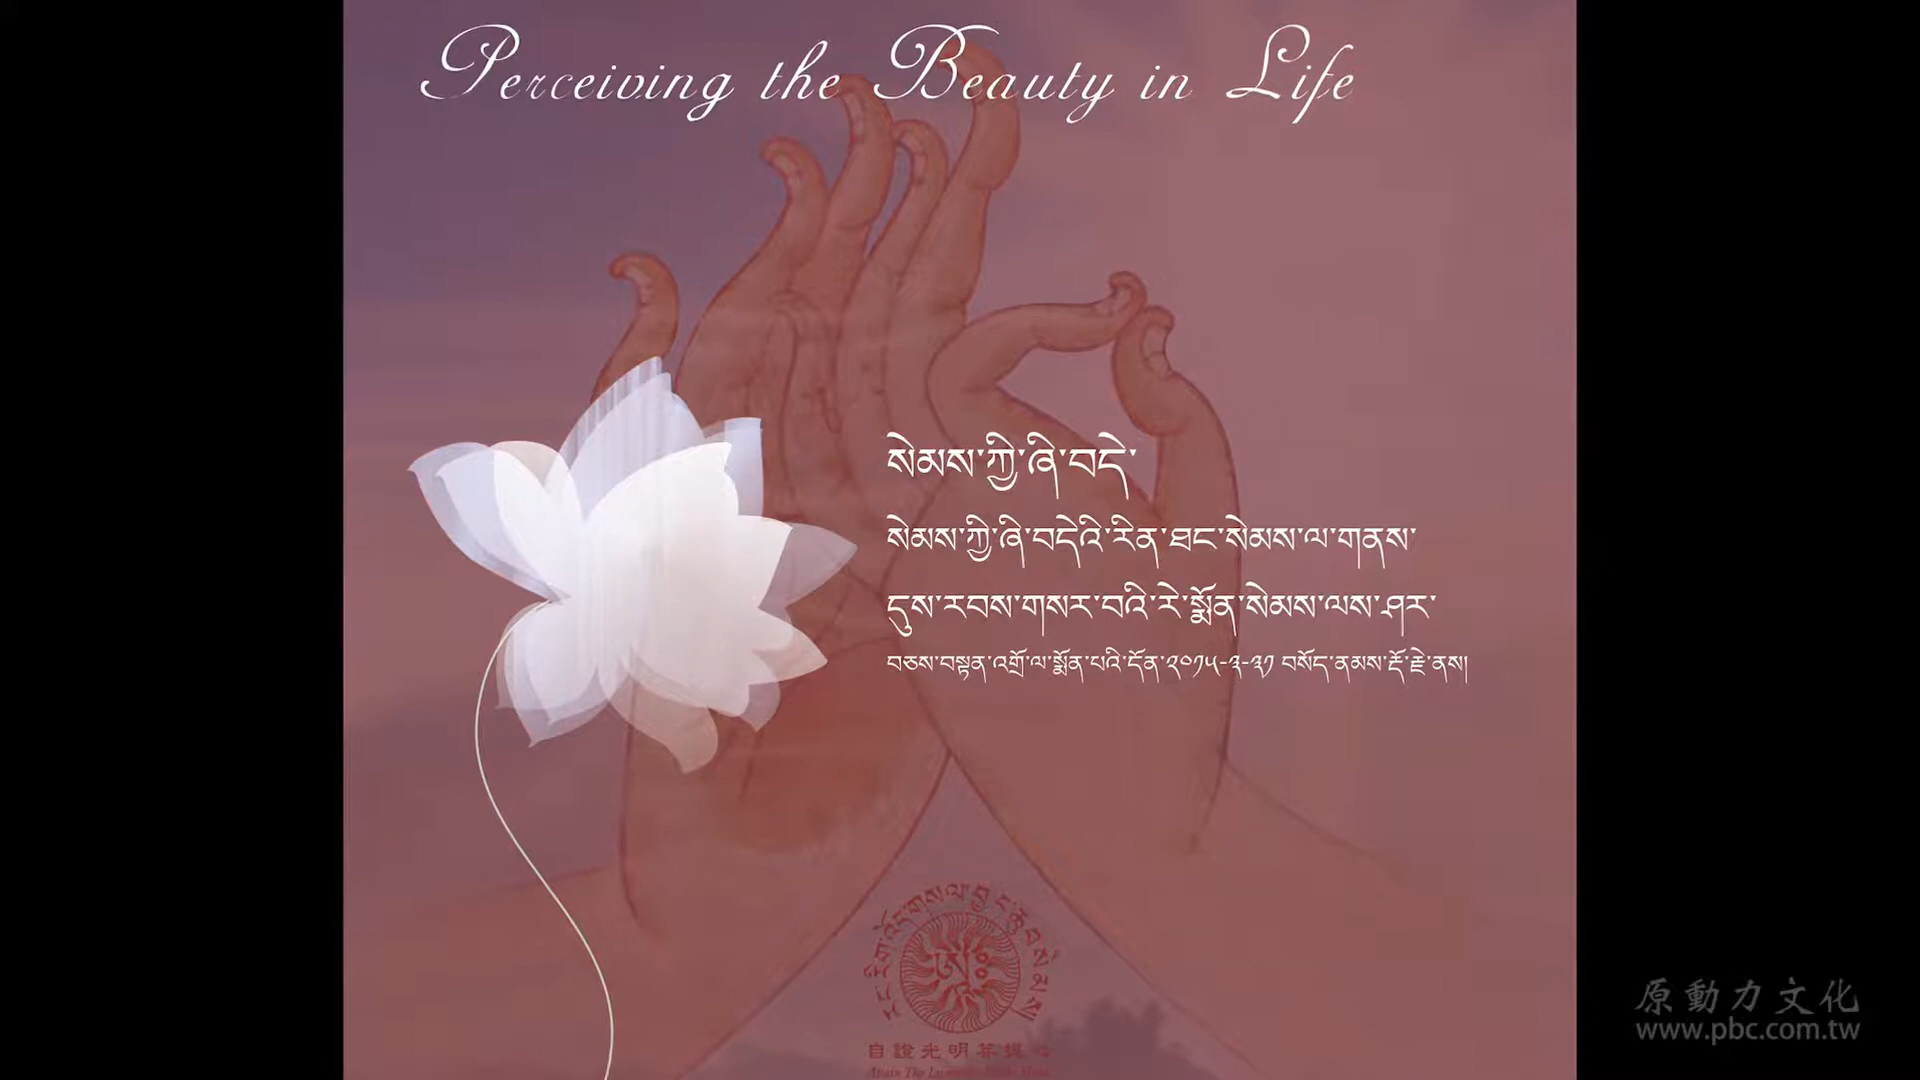 Perceiving the Beauty in Life
སེམས་ཀྱི་ཞི་བདེ་
སེམས་ཀྱི་ཞི་བདེའི་རིན་ཐང་སེམས་ལ་གནས་
དུས་རབས་གསར་བའི་རེ་སྨོན་སེམས་ལས་ཤར་
བཅས་བསྟན་འགྲོ་ལ་སྨོན་པའི་དོན་༢༠༡༥-༣-༣༡ བསོད་ནམས་རྡོ་རྗེ་ནས།
自證光明菩提心
原動力文化
www.pbc.com.tw